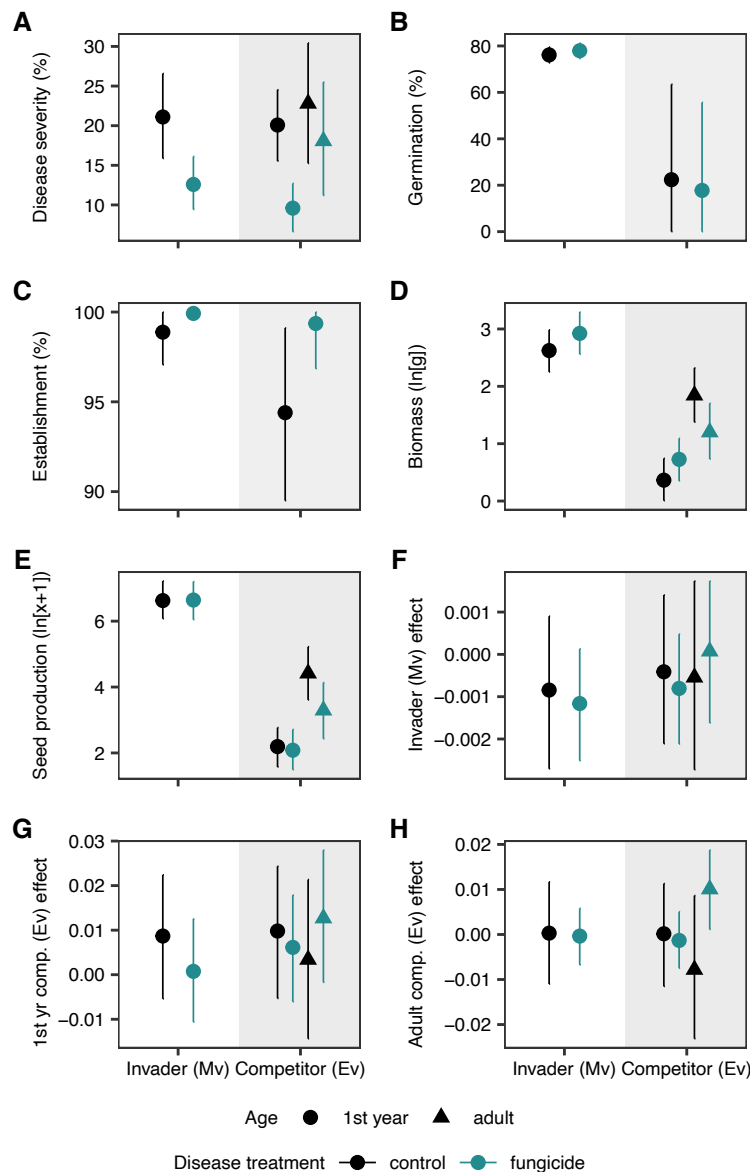 A
Disease severity (%)
30
25
20
15
10
B
Germination (%)
80
60
40
20
0
C
Establishment (%)
100
95
90
D
Biomass (ln[g])
3
2
1
0
E
Seed production (ln[x+1])
6
4
2
F
Invader (Mv) effect
0.001
0.000
−0.001
−0.002
G
1st yr comp. (Ev) effect
0.03
0.02
0.01
0.00
−0.01
Invader (Mv) Competitor (Ev)
H
Adult comp. (Ev) effect
0.02
0.01
0.00
−0.01
−0.02
Invader (Mv) Competitor (Ev)
Age 1st year adult
Disease treatment control fungicide